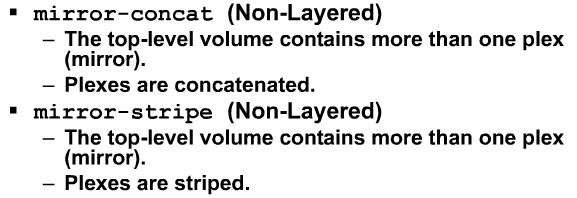 ▪ mirror-concat (Non-Layered)
– The top-level volume contains more than one plex
(mirror).
– Plexes are concatenated.
▪ mirror-stripe (Non-Layered)
– The top-level volume contains more than one plex
(mirror).
– Plexes are striped.